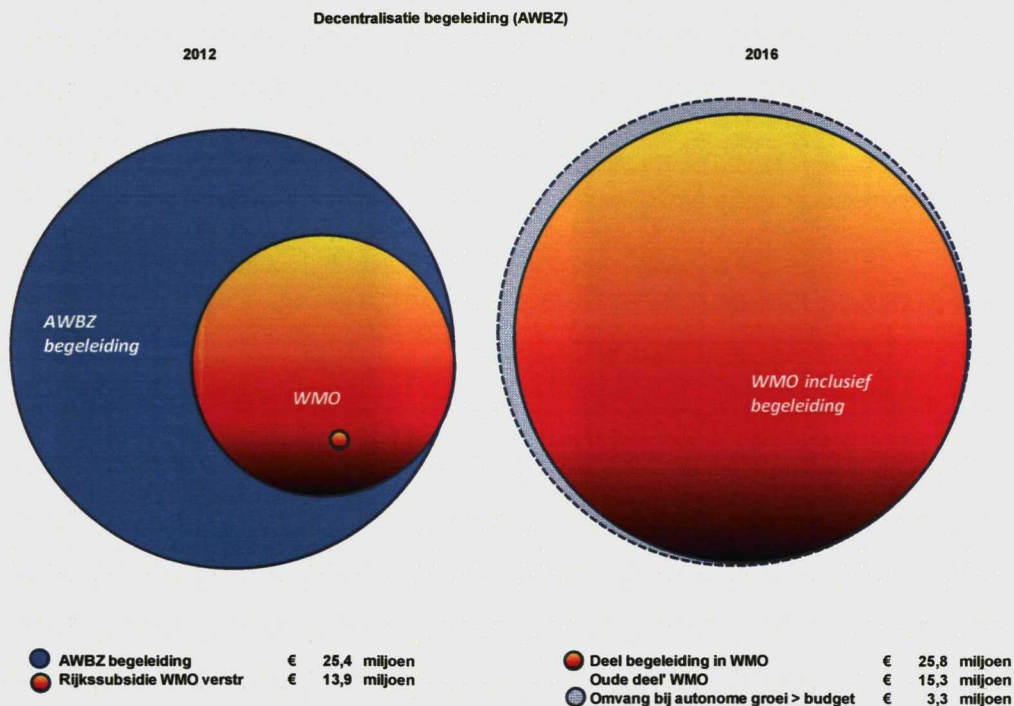 Decentralisatie begeleiding (AWBZ)
2012
2016
AWBZ
begeleiding
WMO
WMO inclusief
begeleiding
AWBZ begeleiding € 25,4 miljoen
Rijkssubsidie WMO verstr € 13,9 miljoen
Deel begeleiding in WMO € 25,8 miljoen
Oude deel' WMO € 15,3 miljoen
Omvang bij autonome groei > budget € 3,3 miljoen